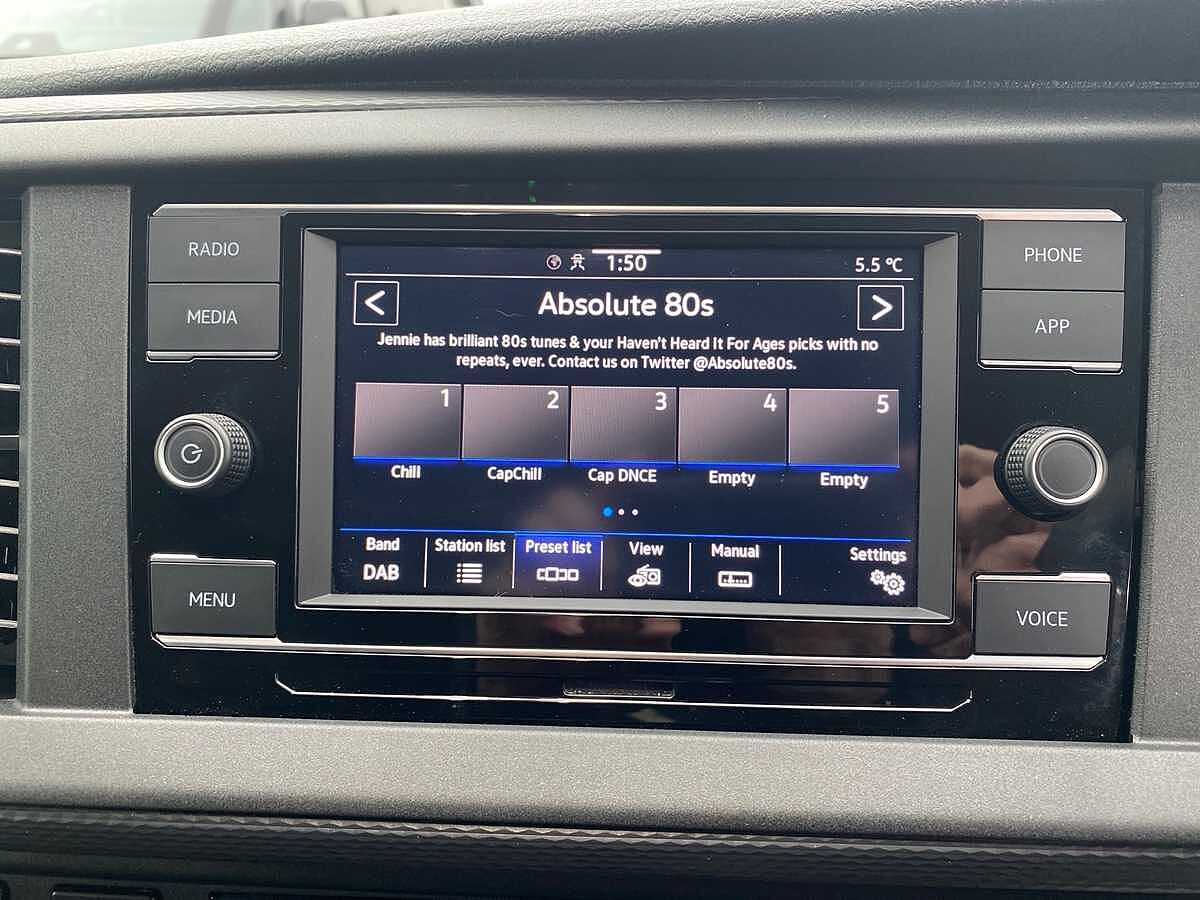 RADIO
MEDIA
MENU
1:50
5.5 °C
<
Absolute 80s
>
Jennie has brilliant 80s tunes & your Haven't Heard It For Ages picks with no
repeats, ever. Contact us on Twitter @Absolute80s.
1 2 3 4 5
Chill CapChill Cap DNCE Empty Empty
Band Station list Preset list View Manual Settings
DAB
PHONE
APP
VOICE